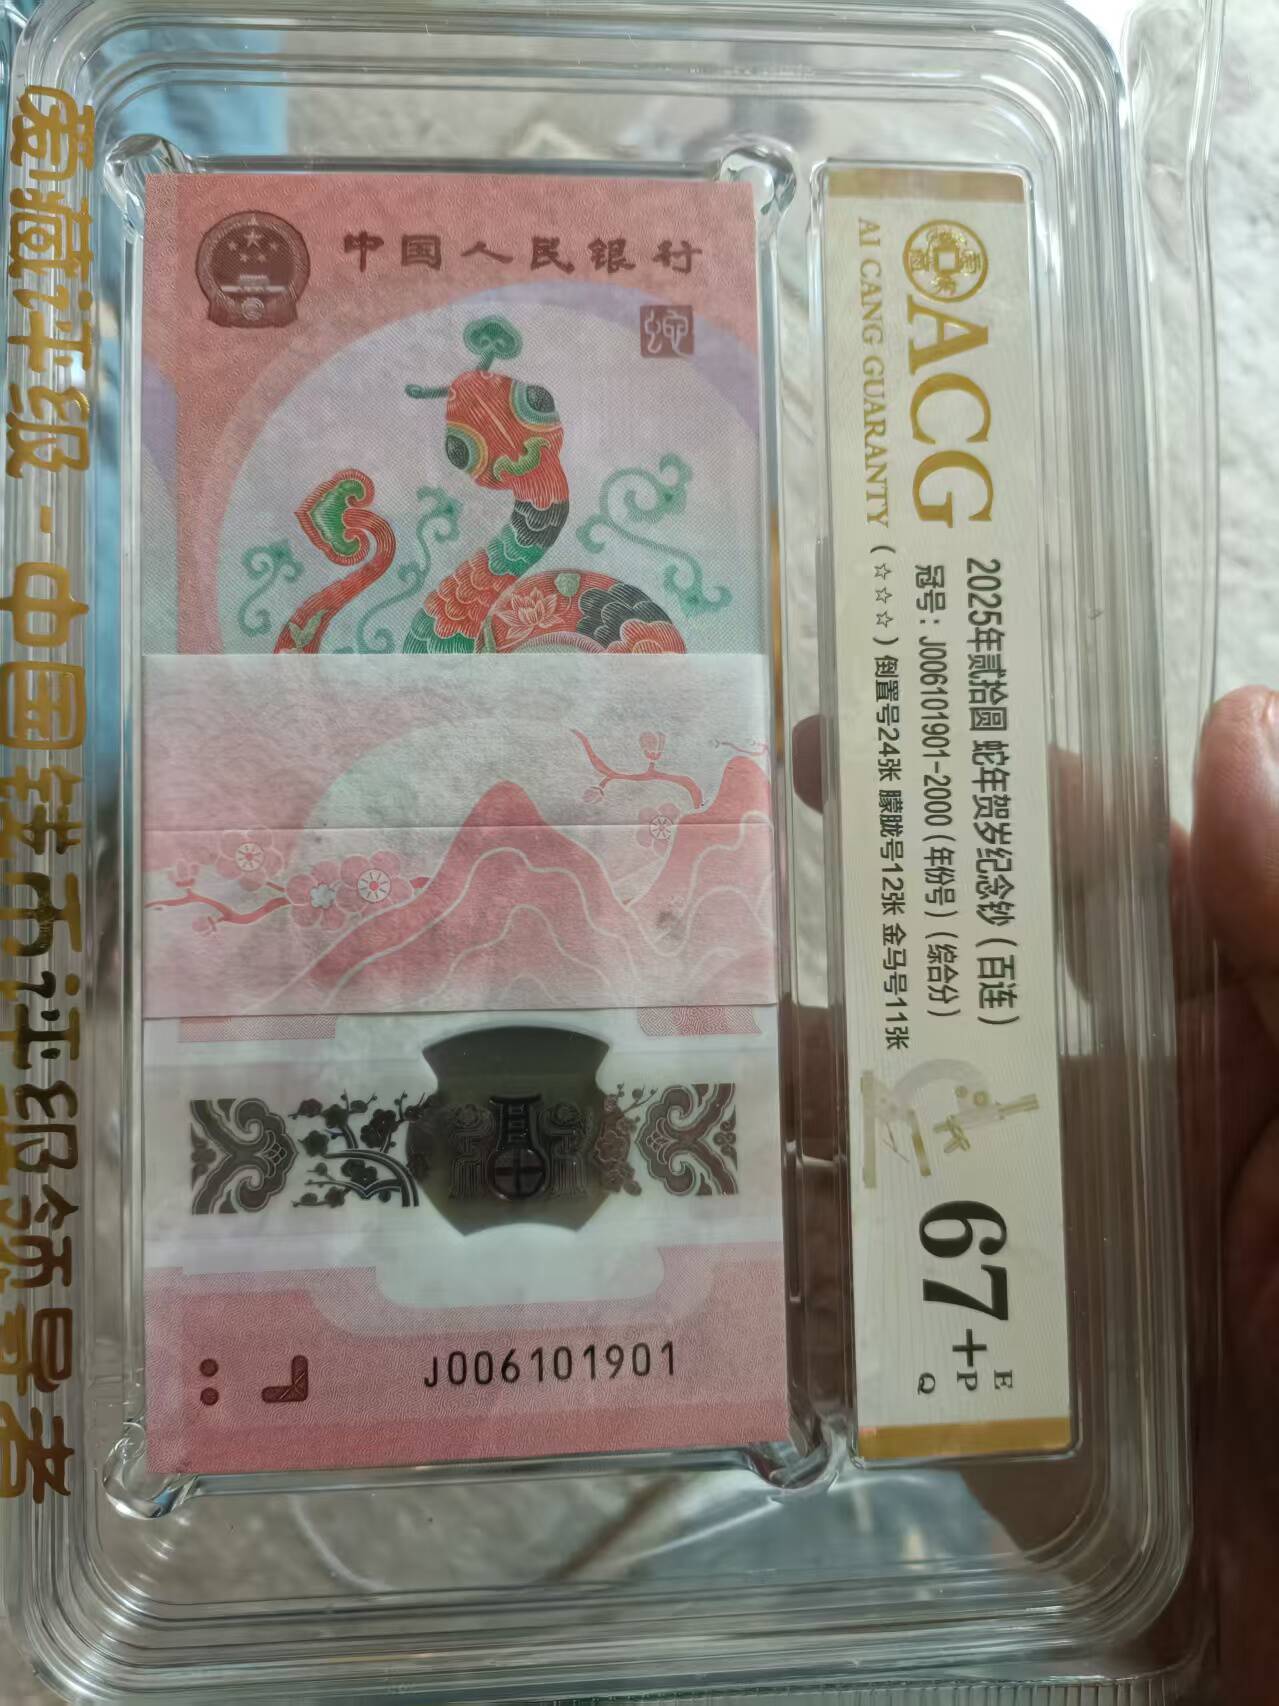 爱藏评级-中国钱币评级领导者
中国人民银行
蛇
J006101901
ACG
AI CANG GUARANTY
2025年贰拾圆 蛇年贺岁纪念钞（百连）
冠号：J006101901-2000（年份号）（综合分）
（☆☆☆）倒置号24张 朦胧号12张 金马号11张
67+
E
P
Q